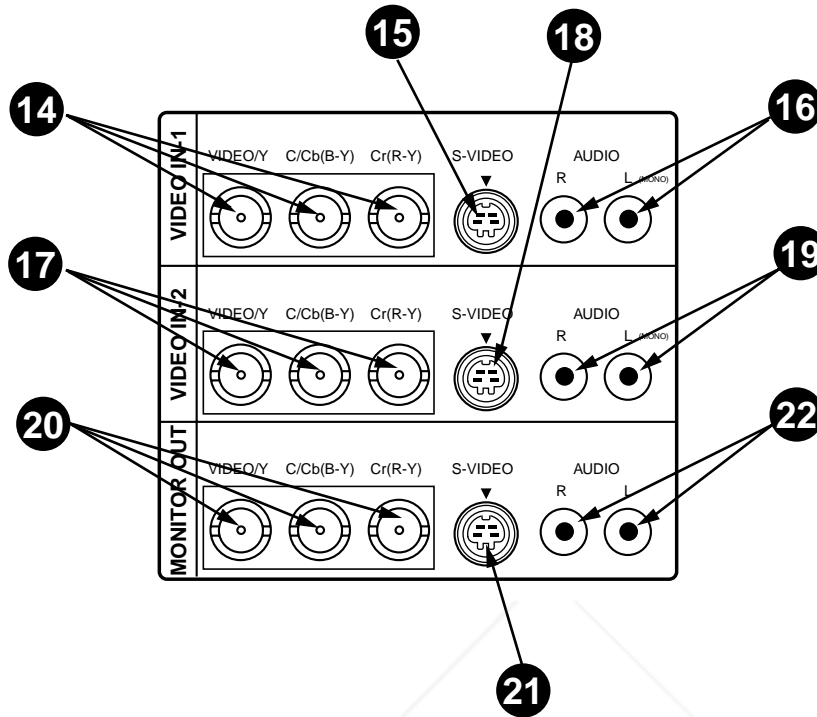 15 18
14 16
VIDEO IN-1
VIDEO/Y C/Cb(B-Y) Cr(R-Y) S-VIDEO AUDIO
R L (MONO)
17 19
VIDEO IN-2
VIDEO/Y C/Cb(B-Y) Cr(R-Y) S-VIDEO AUDIO
R L (MONO)
20 22
MONITOR OUT
VIDEO/Y C/Cb(B-Y) Cr(R-Y) S-VIDEO AUDIO
R L
21